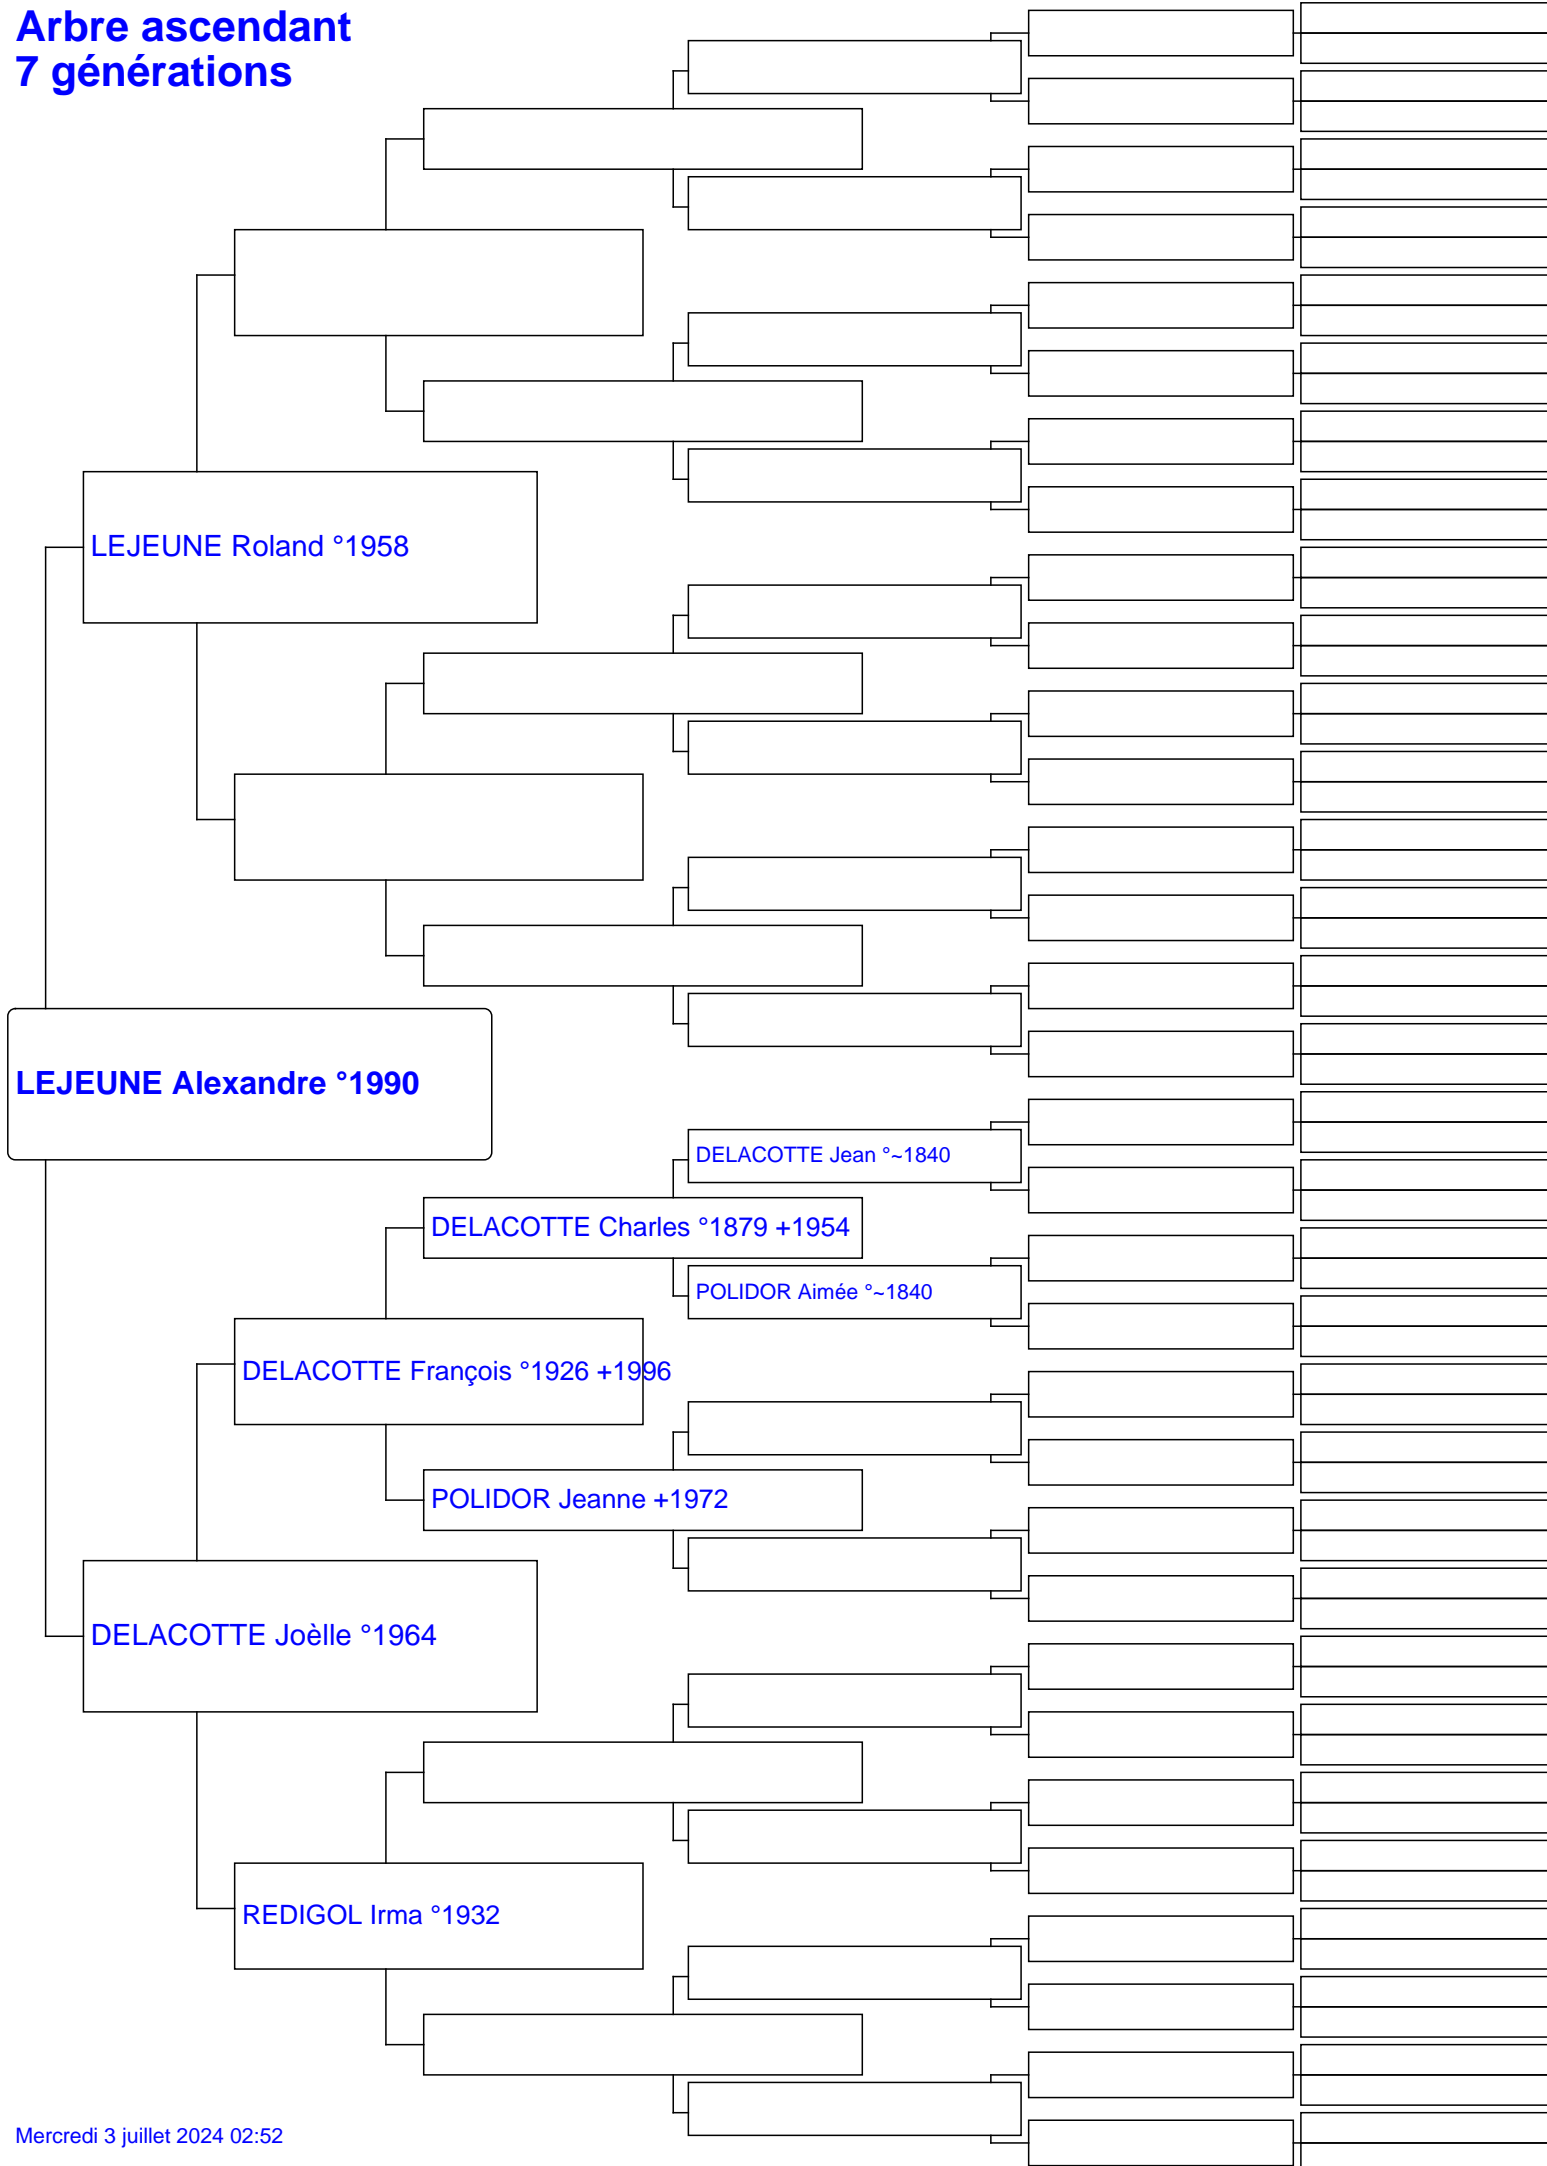 Arbre ascendant
7 générations
LEJEUNE Roland °1958
LEJEUNE Alexandre °1990
DELACOTTE Jean °~1840
DELACOTTE Charles °1879 +1954
POLIDOR Aimée °~1840
DELACOTTE François °1926 +1996
POLIDOR Jeanne +1972
DELACOTTE Joèlle °1964
REDIGOL Irma °1932
Mercredi 3 juillet 2024 02:52